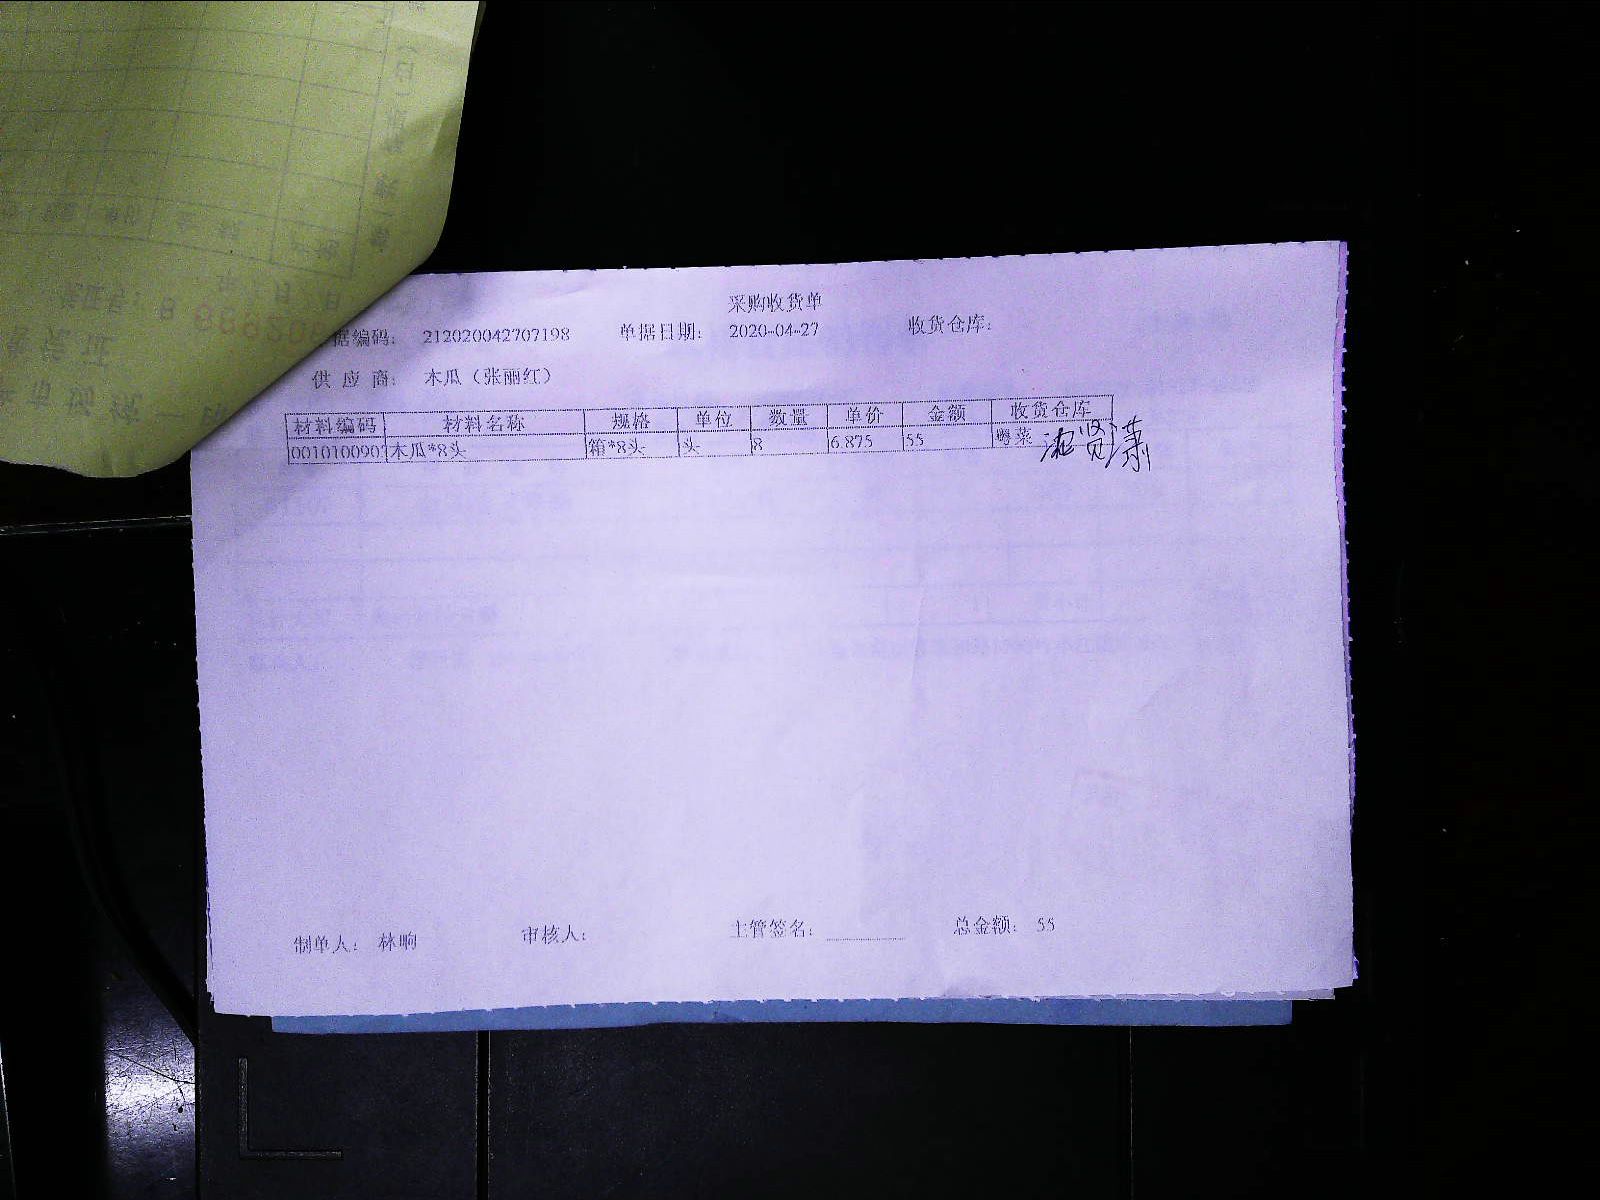 采购收货单
据编码： 212020042707198 单据日期： 2020-04-27 收货仓库：
供 应 商： 木瓜（张丽红）
材料编码 材料名称 规格 单位 数量 单价 金额 收货仓库
0010100902 木瓜*8头 箱*8头 头 8 6.875 55 粤菜
制单人： 林响 审核人： 主管签名： 总金额： 55